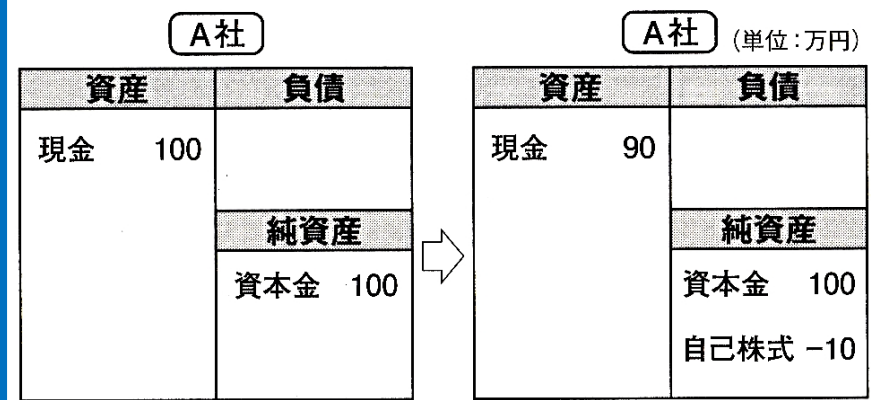 A社
資産 負債
現金 100
純資産
資本金 100
A社 (単位:万円)
資産 負債
現金 90
純資産
資本金 100
自己株式 −10